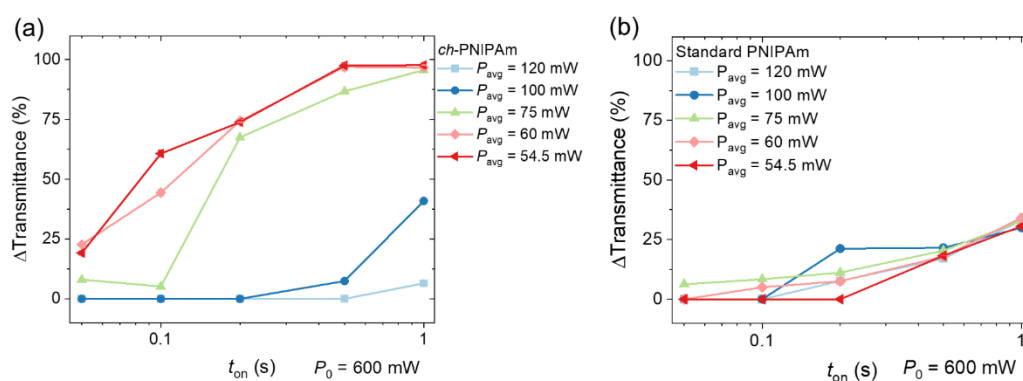 (a)
ch-PNIPAm
Pavg = 120 mW
Pavg = 100 mW
Pavg = 75 mW
Pavg = 60 mW
Pavg = 54.5 mW
100
75
50
25
0
ΔTransmittance (%)
0.1
1
ton (s)
P0 = 600 mW
(b)
Standard PNIPAm
Pavg = 120 mW
Pavg = 100 mW
Pavg = 75 mW
Pavg = 60 mW
Pavg = 54.5 mW
100
75
50
25
0
ΔTransmittance (%)
0.1
1
ton (s)
P0 = 600 mW